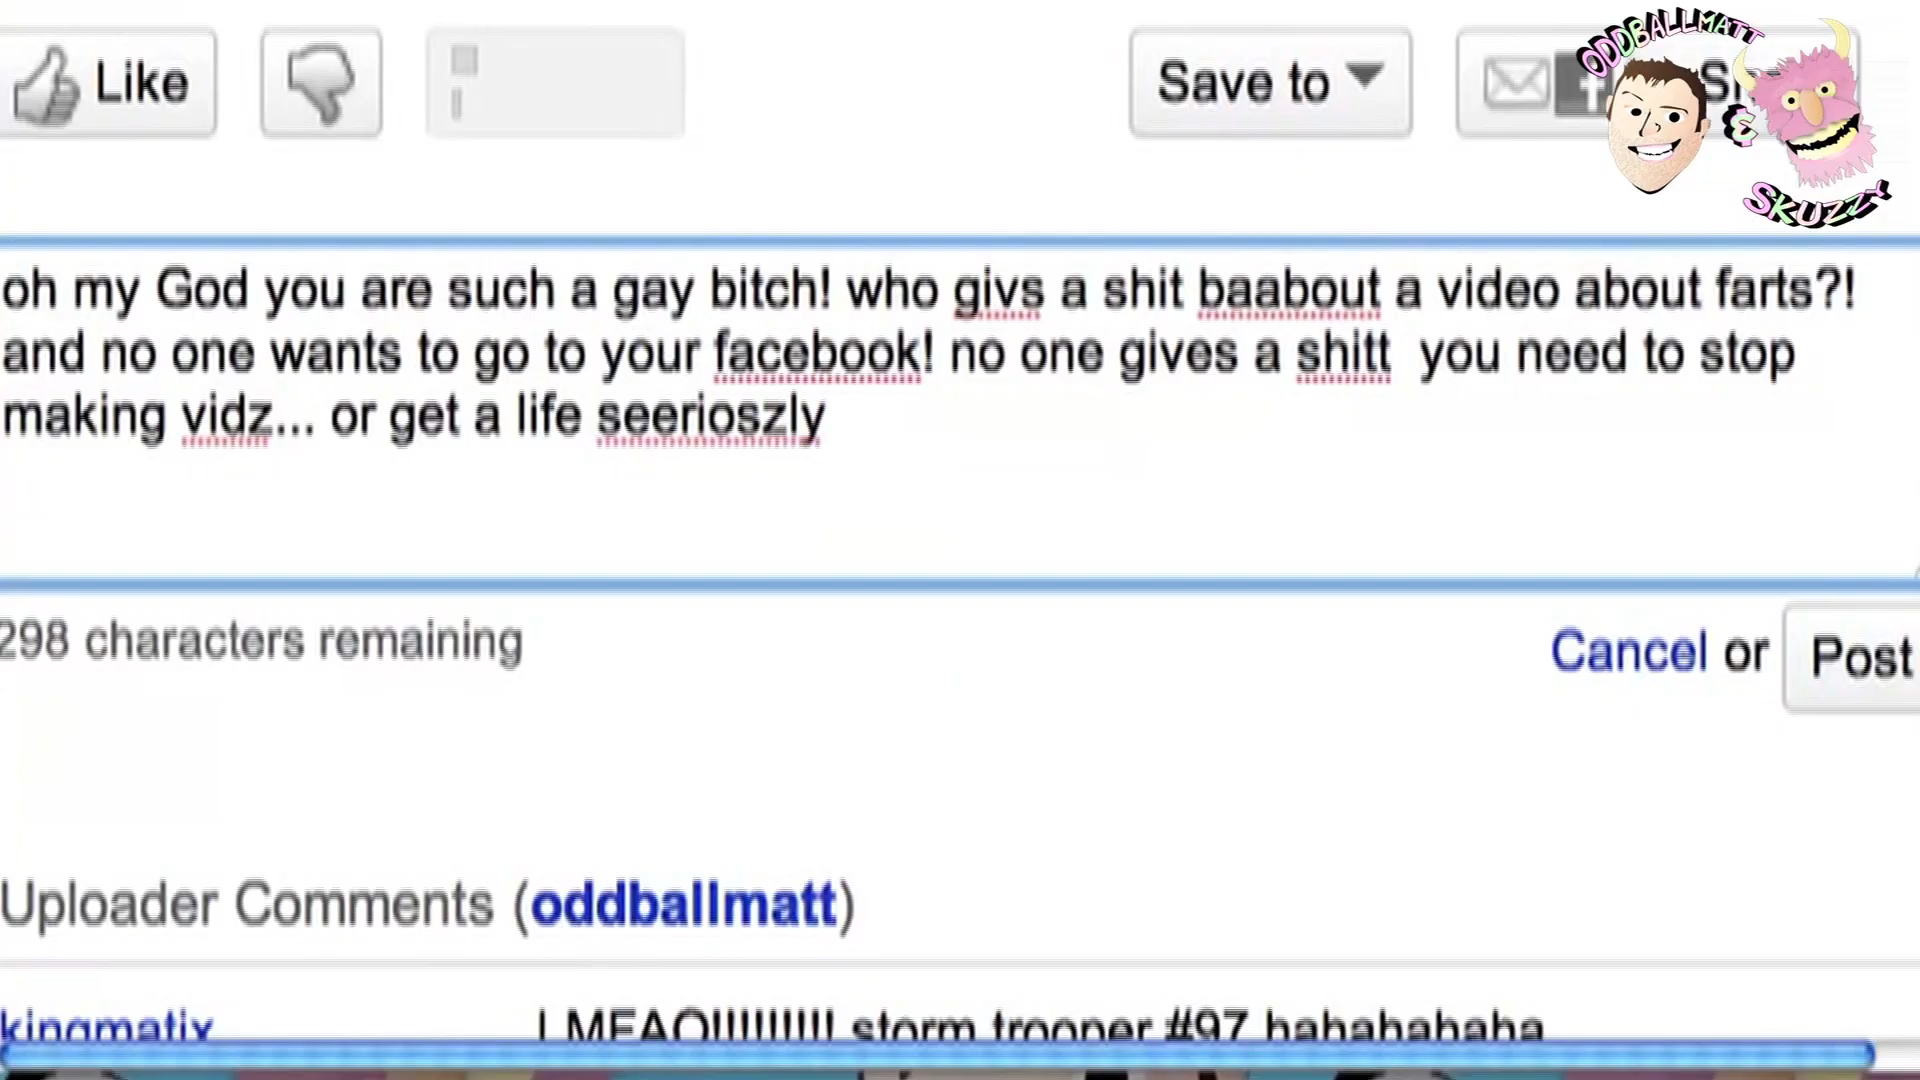 Like
Save to
ODDBALLMATT
&
SKUZZY
oh my God you are such a gay bitch! who givs a shit baabout a video about farts?!
and no one wants to go to your facebook! no one gives a shitt  you need to stop
making vidz... or get a life seerioszly
298 characters remaining
Cancel or Post
Uploader Comments (oddballmatt)
kingmatix LMFAO!!!!!!!!! storm trooper #97 hahahahaha